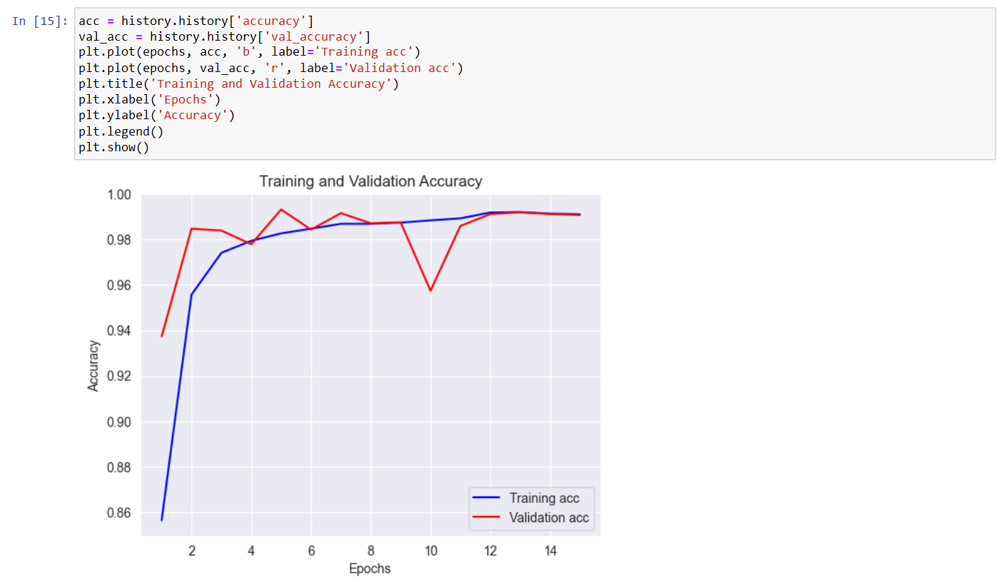 In [15]:
acc = history.history['accuracy']
val_acc = history.history['val_accuracy']
plt.plot(epochs, acc, 'b', label='Training acc')
plt.plot(epochs, val_acc, 'r', label='Validation acc')
plt.title('Training and Validation Accuracy')
plt.xlabel('Epochs')
plt.ylabel('Accuracy')
plt.legend()
plt.show()
Training and Validation Accuracy
1.00
0.98
0.96
0.94
0.92
0.90
0.88
0.86
Accuracy
Training acc
Validation acc
2 4 6 8 10 12 14
Epochs